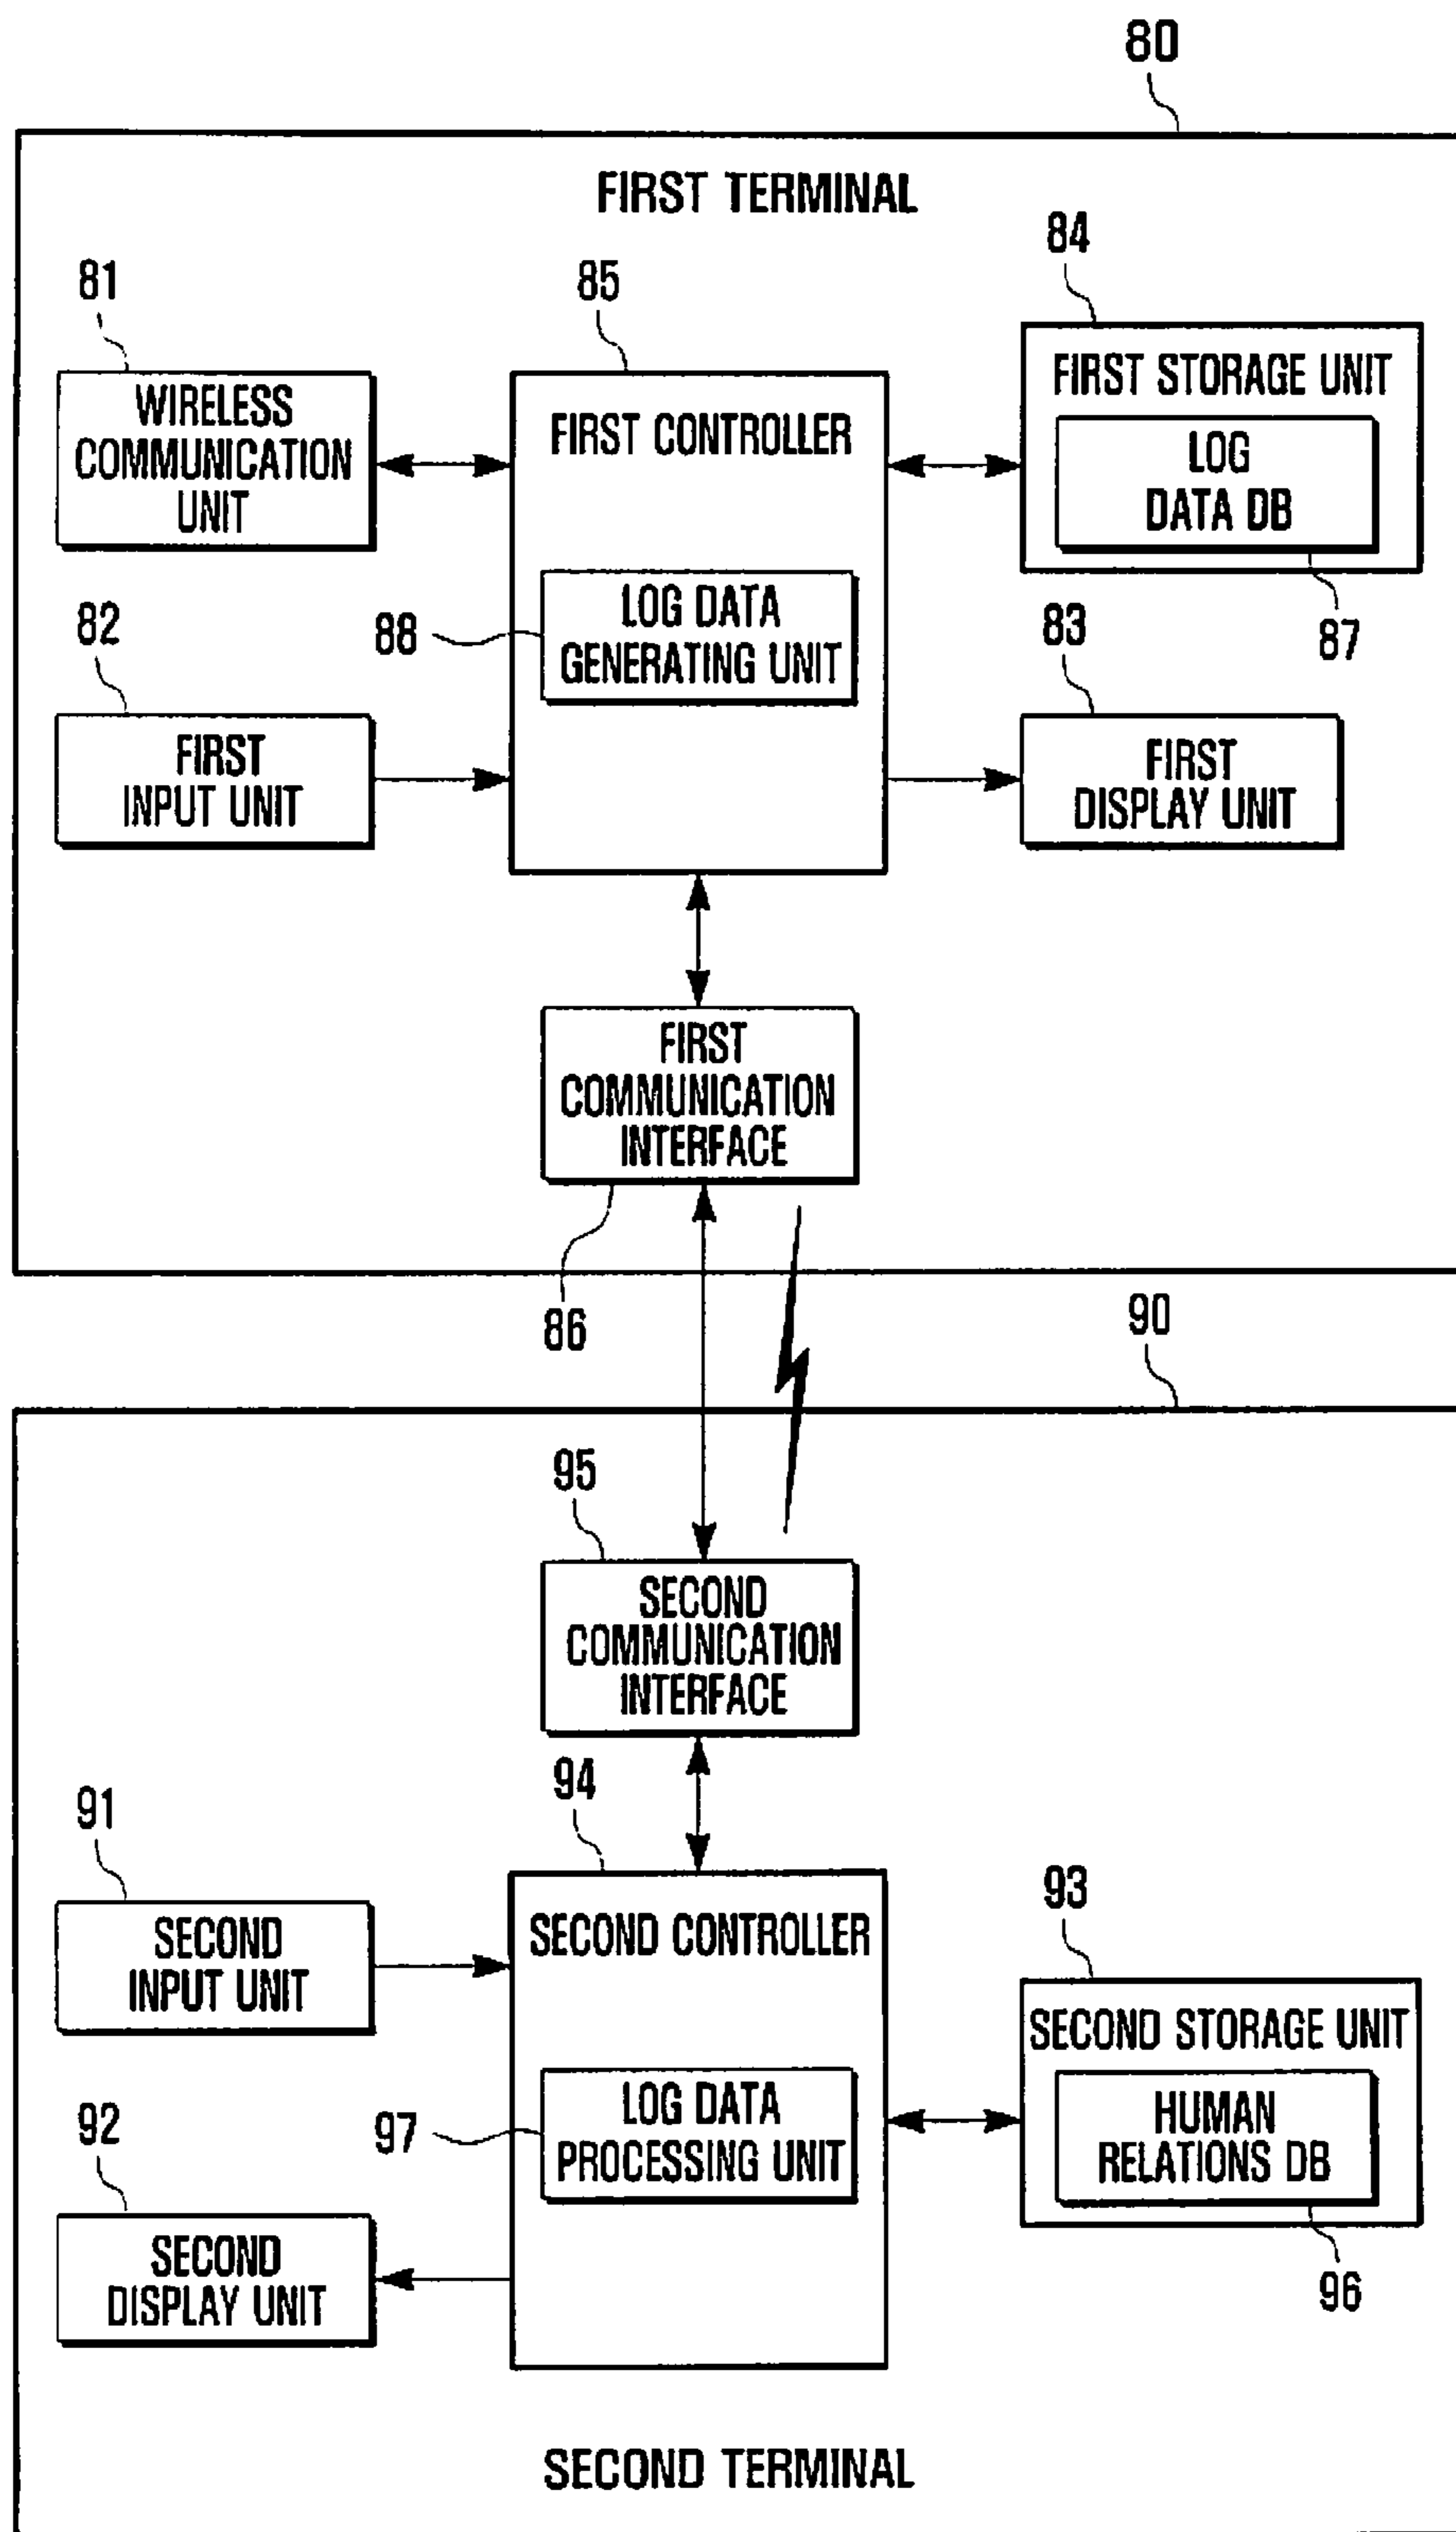 80
FIRST TERMINAL
81
85
84
WIRELESS
COMMUNICATION
UNIT
FIRST CONTROLLER
FIRST STORAGE UNIT
LOG
DATA DB
87
82
88
LOG DATA
GENERATING UNIT
83
FIRST
INPUT UNIT
FIRST
DISPLAY UNIT
FIRST
COMMUNICATION
INTERFACE
86
90
95
SECOND
COMMUNICATION
INTERFACE
94
91
93
SECOND
INPUT UNIT
SECOND CONTROLLER
SECOND STORAGE UNIT
HUMAN
RELATIONS DB
96
92
97
LOG DATA
PROCESSING UNIT
SECOND
DISPLAY UNIT
SECOND TERMINAL